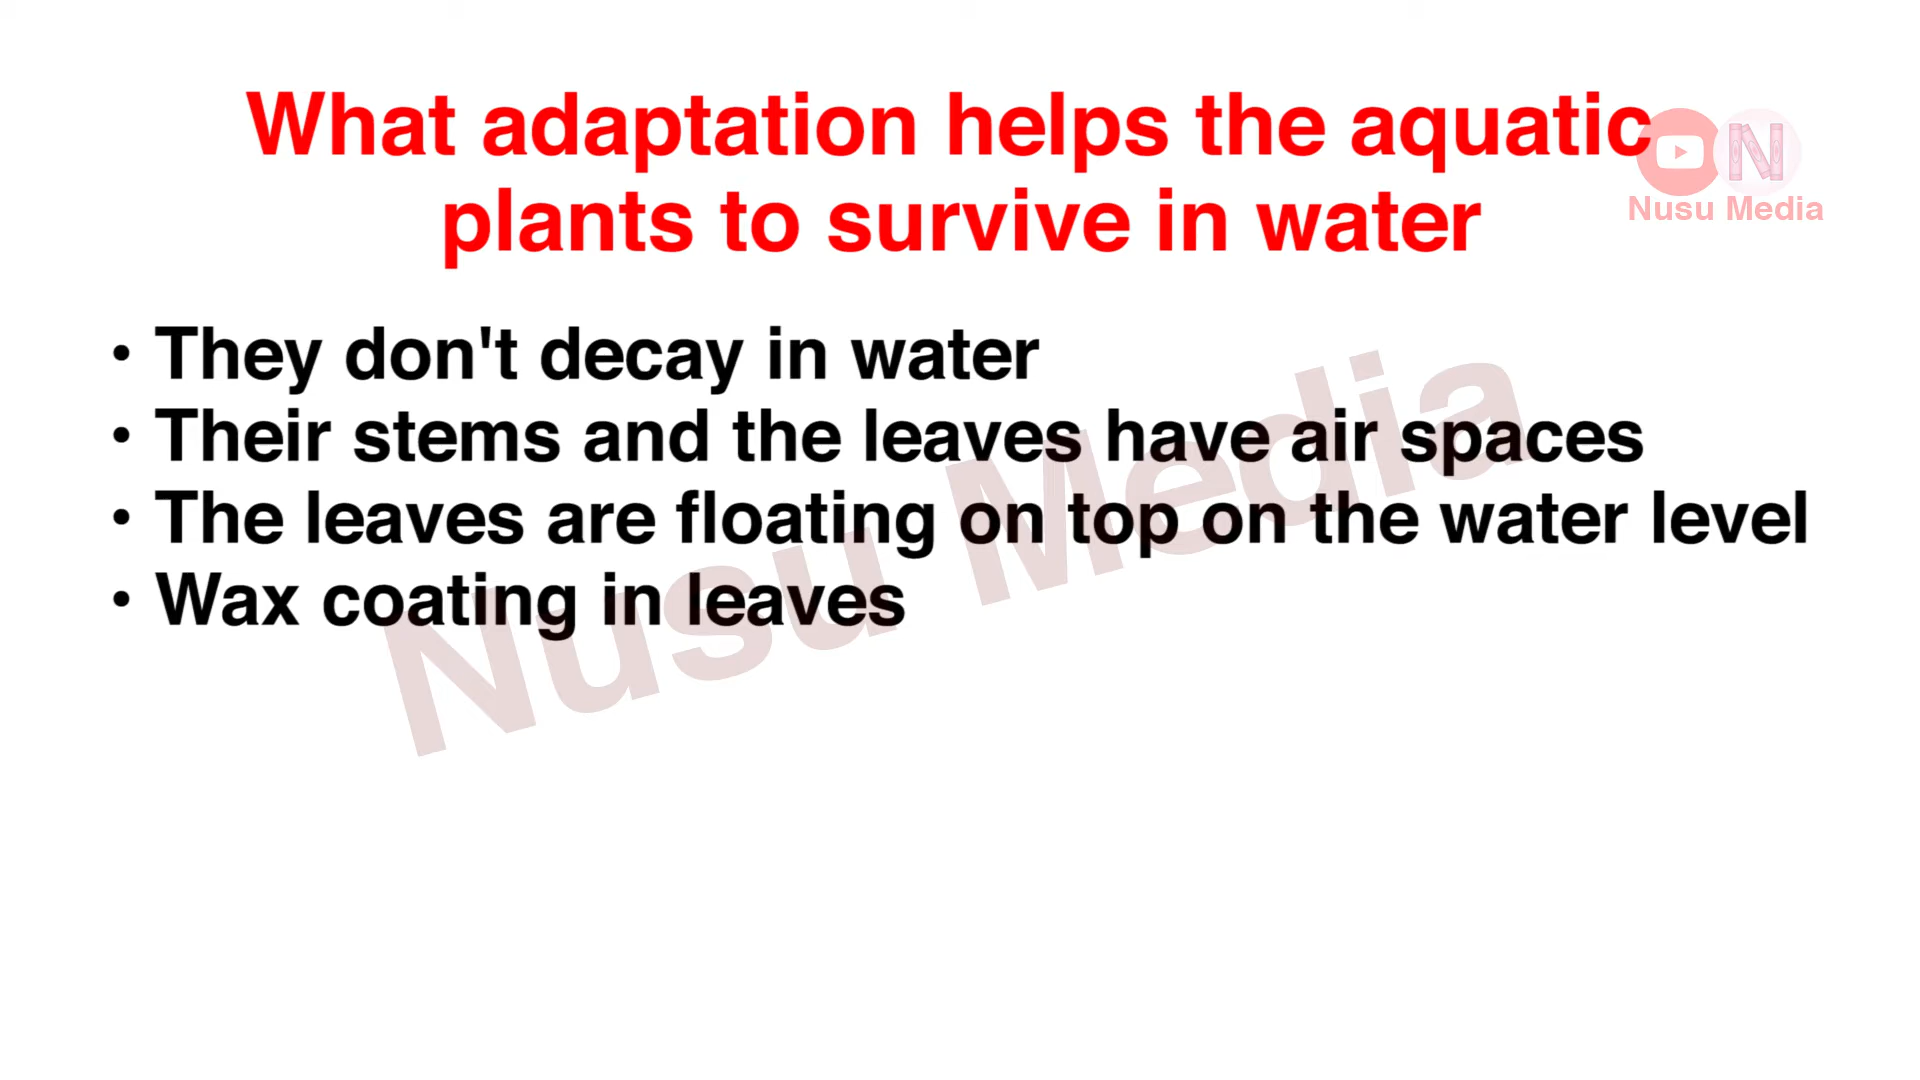 What adaptation helps the aquatic
plants to survive in water
N
Nusu Media
• They don't decay in water
• Their stems and the leaves have air spaces
• The leaves are floating on top on the water level
• Wax coating in leaves
Nusu Media